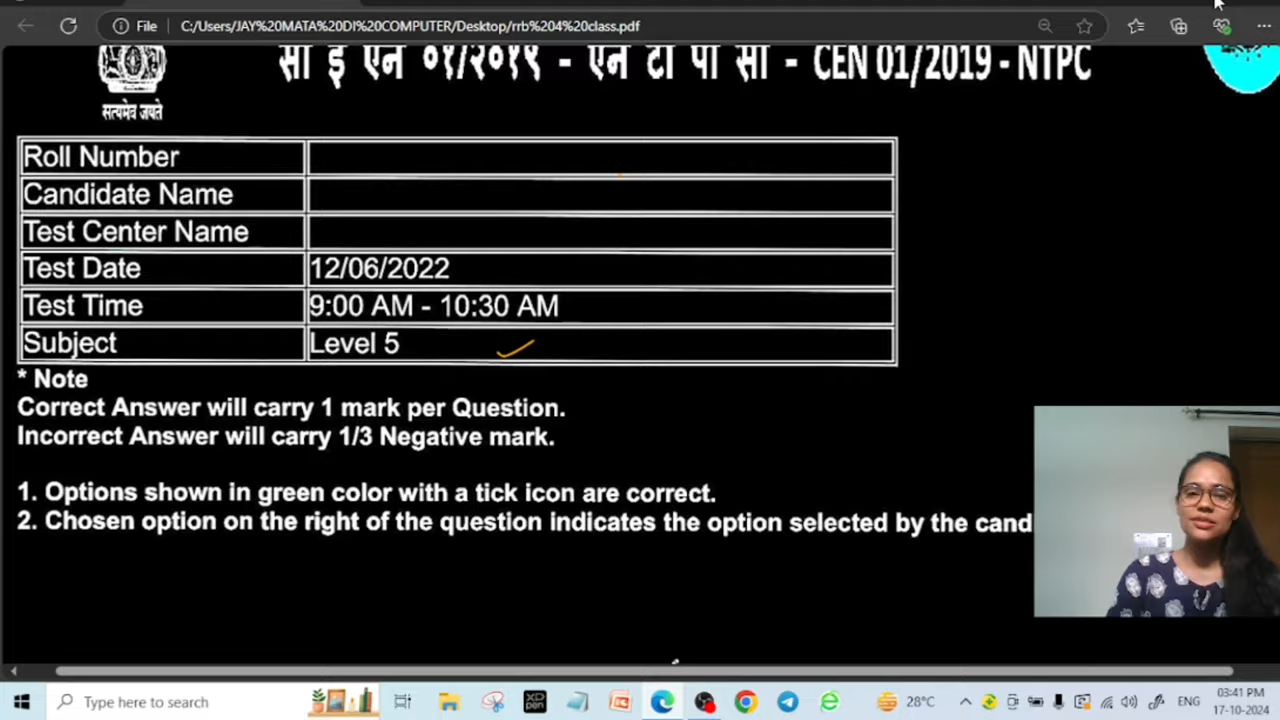 File C:/Users/JAY%20MATA%20DI%20COMPUTER/Desktop/rrb%204%20class.pdf
सी ई एन ०१/२०१९ - एन टी पी सी - CEN 01/2019 - NTPC
सत्यमेव जयते
Roll Number
Candidate Name
Test Center Name
Test Date 12/06/2022
Test Time 9:00 AM - 10:30 AM
Subject Level 5
* Note
Correct Answer will carry 1 mark per Question.
Incorrect Answer will carry 1/3 Negative mark.
1. Options shown in green color with a tick icon are correct.
2. Chosen option on the right of the question indicates the option selected by the cand
Type here to search
XP
PEN
28°C
ENG
03:41 PM
17-10-2024